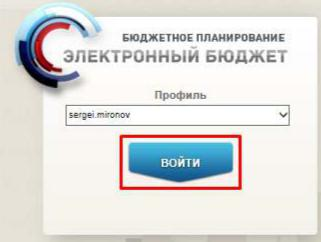 БЮДЖЕТНОЕ ПЛАНИРОВАНИЕ
ЭЛЕКТРОННЫЙ БЮДЖЕТ
Профиль
sergei.mironov
ВОЙТИ